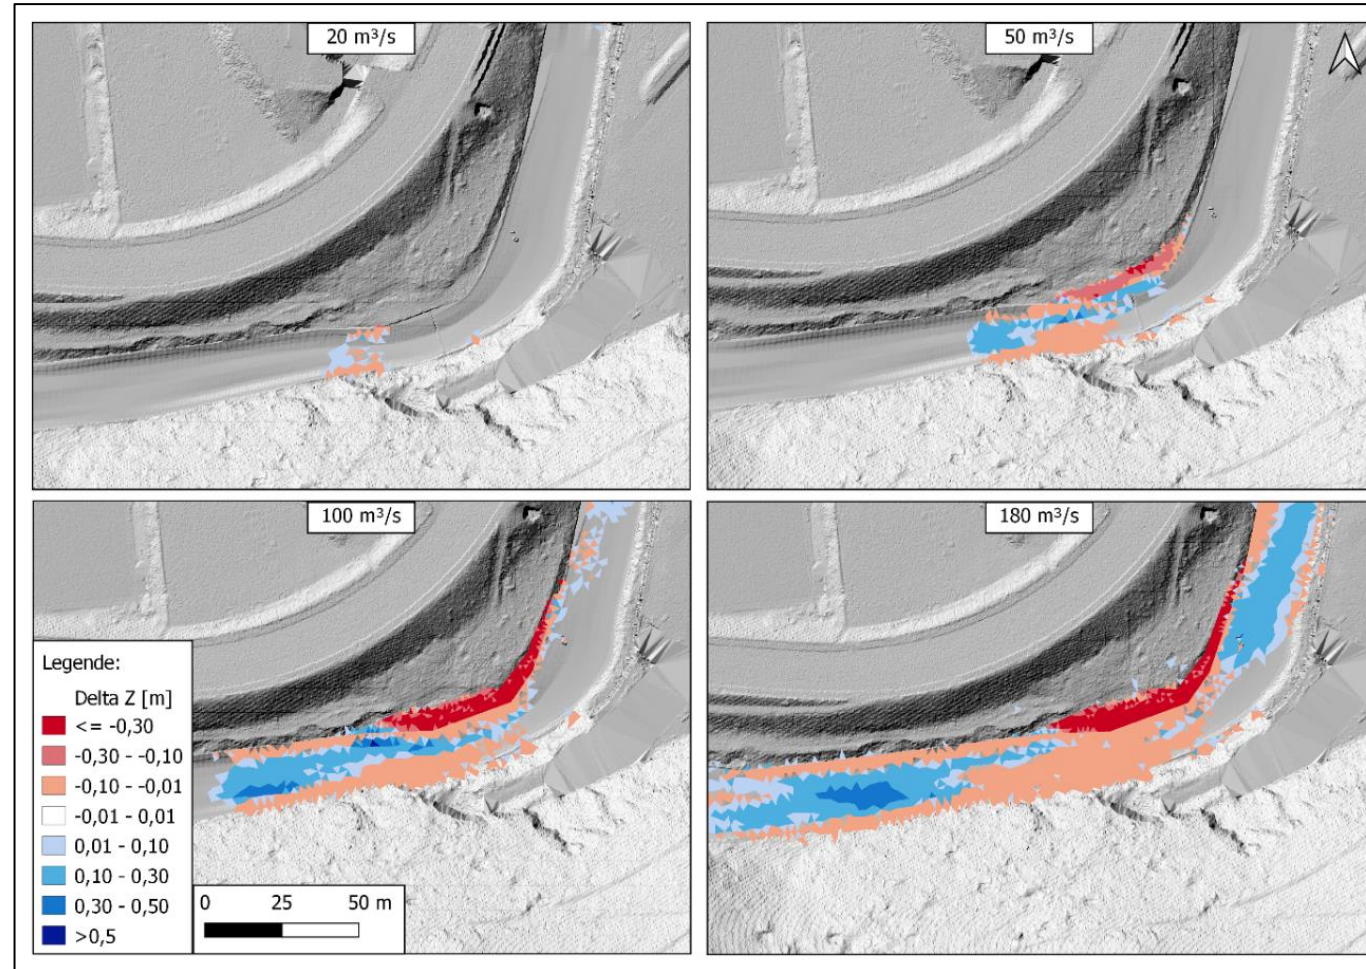 20 m³/s
50 m³/s
100 m³/s
180 m³/s
Legende:
Delta Z [m]
<= -0,30
-0,30 - -0,10
-0,10 - -0,01
-0,01 - 0,01
0,01 - 0,10
0,10 - 0,30
0,30 - 0,50
>0,5
0 25 50 m